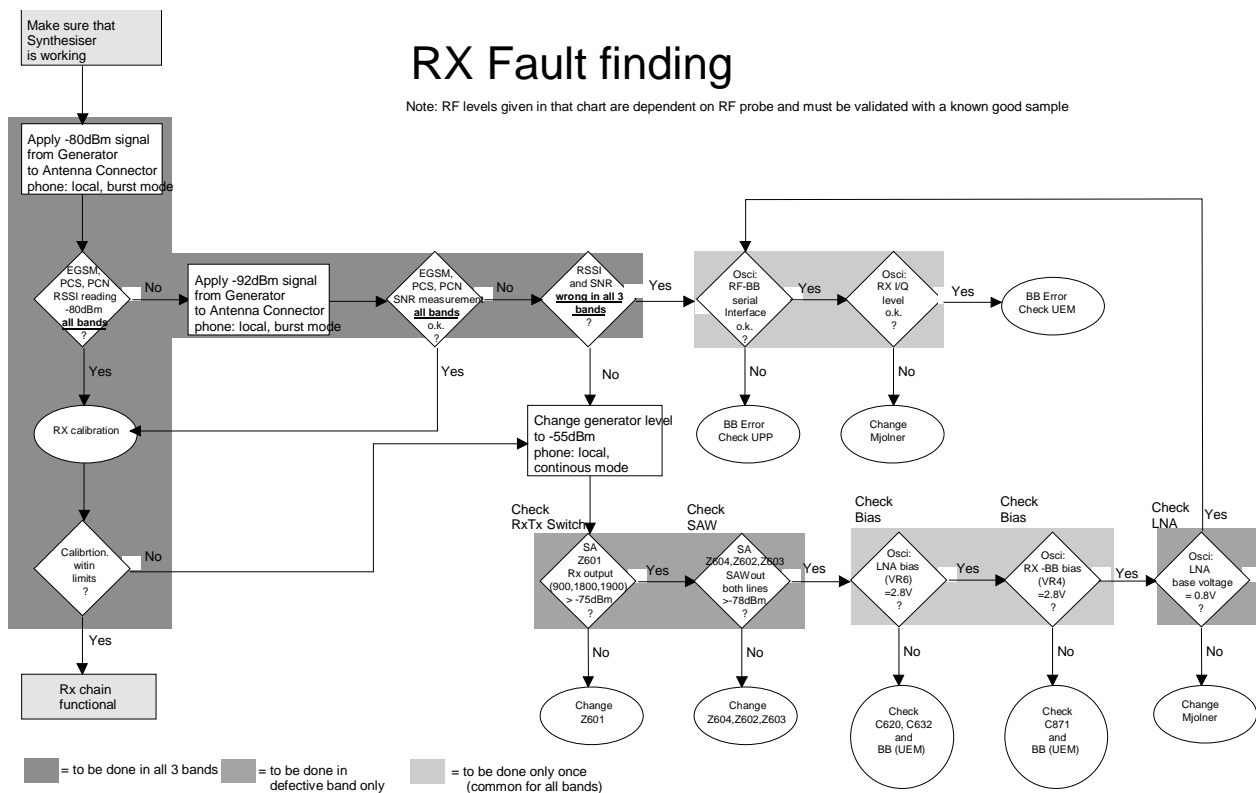 Make sure that
Synthesiser
is working
RX Fault finding
Note: RF levels given in that chart are dependent on RF probe and must be validated with a known good sample
Apply -80dBm signal
from Generator
to Antenna Connector
phone: local, burst mode
EGSM,
PCS, PCN
RSSI reading
-80dBm
all bands
?
No
Yes
Apply -92dBm signal
from Generator
to Antenna Connector
phone: local, burst mode
EGSM,
PCS, PCN
SNR measurement
all bands
o.k.
?
No
Yes
RSSI
and SNR
wrong in all 3
bands
?
Yes
No
Osci:
RF-BB
serial
Interface
o.k.
?
Yes
No
Osci:
RX I/Q
level
o.k.
?
Yes
No
BB Error
Check UEM
RX calibration
Change generator level
to -55dBm
phone: local,
continous mode
BB Error
Check UPP
Change
Mjolner
Calibrtion.
witin
limits
?
No
Yes
Check
RxTx Switch
SA
Z601
Rx output
(900,1800,1900)
> -75dBm
?
Yes
No
Check
SAW
SA
Z604,Z602,Z603
SAW out
both lines
>-78dBm
?
Yes
No
Check
Bias
Osci:
LNA bias
(VR6)
=2.8V
?
Yes
No
Check
Bias
Osci:
RX -BB bias
(VR4)
=2.8V
?
Yes
No
Check
LNA
Yes
Osci:
LNA
base voltage
= 0.8V
?
No
Rx chain
functional
Change
Z601
Change
Z604,Z602,Z603
Check
C620, C632
and
BB (UEM)
Check
C871
and
BB (UEM)
Change
Mjolner
= to be done in all 3 bands
= to be done in
defective band only
= to be done only once
(common for all bands)